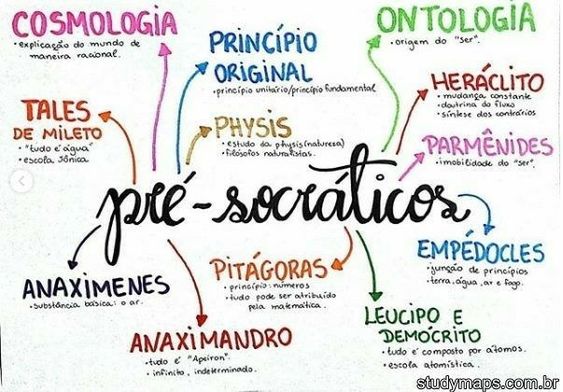 COSMOLOGIA
• explicação do mundo de
maneira racional.
PRINCÍPIO
ORIGINAL
• princípio unitário/princípio fundamental
ONTOLOGIA
• origem do "ser".
TALES
DE MILETO
• "tudo é água"
• escola Jônica
PHYSIS
• estudo da physis (natureza)
• filósofos naturalistas.
HERÁCLITO
• mudança constante
• doutrina do fluxo
• síntese dos contrários
PARMÊNIDES
• imobilidade do "ser".
pré-socráticos
ANAXIMENES
• substância básica: o ar.
PITÁGORAS
• princípio: números
• tudo pode ser atribuído
pela matemática.
EMPÉDOCLES
• junção de princípios
• terra, água, ar e fogo.
ANAXIMANDRO
• tudo é "Apeiron".
• infinito, indeterminado.
LEUCIPO E
DEMÓCRITO
• tudo é composto por átomos.
• escola atomística.
studymaps.com.br